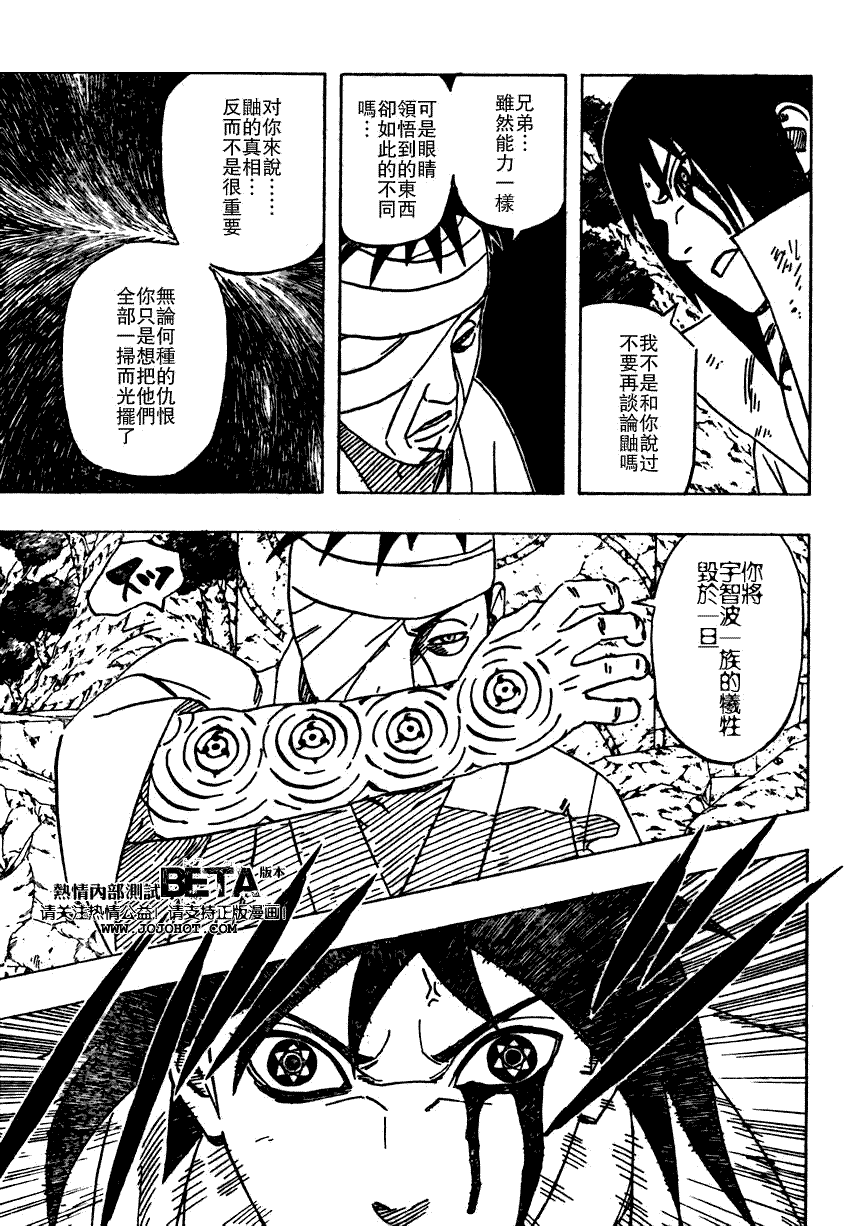 我不是和你說过
不要再談論鼬嗎
兄弟…
雖然能力一樣
可是眼睛
領悟到的東西
卻如此的不同
嗎…
对你來說……
鼬的真相…
反而不是很
重要
無論何種的仇恨
你只是想把他們
全部一掃而光擺
了
你將
宇智波一族的犧牲
毀於一旦
ズッ
熱情內部測試BETA版本
请关注热情公益！请支持正版漫画！
WWW.JOJOHOT.COM